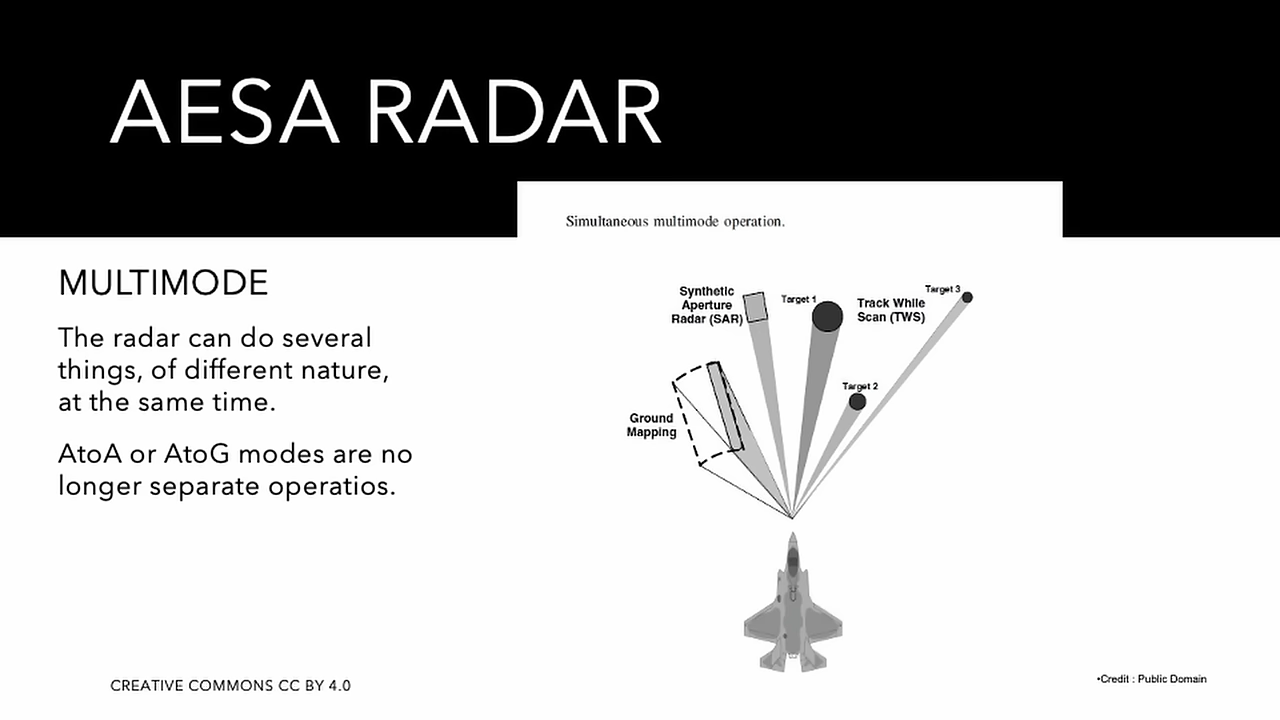 AESA RADAR
Simultaneous multimode operation.
MULTIMODE
The radar can do several
things, of different nature,
at the same time.
AtoA or AtoG modes are no
longer separate operatios.
Synthetic
Aperture
Radar (SAR)
Target 1
Track While
Scan (TWS)
Target 3
Target 2
Ground
Mapping
CREATIVE COMMONS CC BY 4.0
•Credit : Public Domain